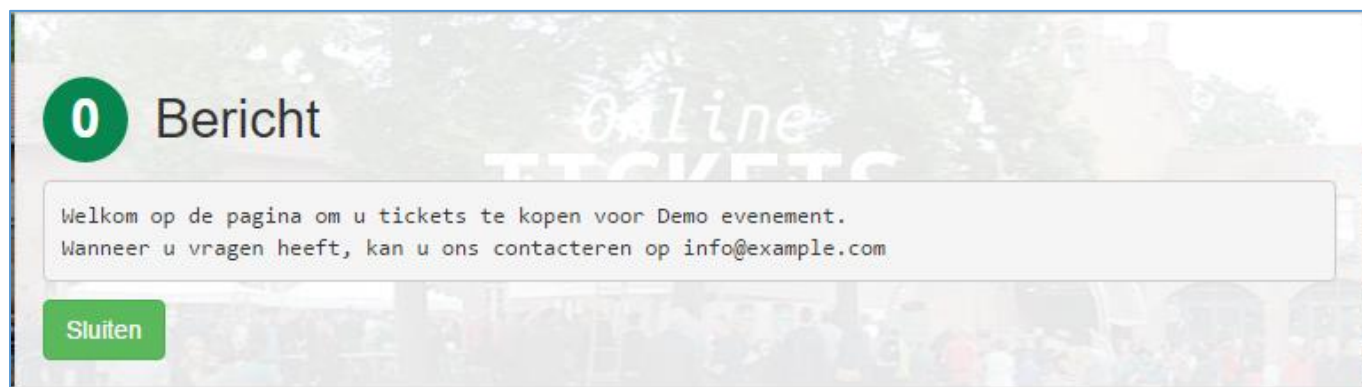 Online
TICKETS
0 Bericht
Welkom op de pagina om u tickets te kopen voor Demo evenement.
Wanneer u vragen heeft, kan u ons contacteren op info@example.com
Sluiten